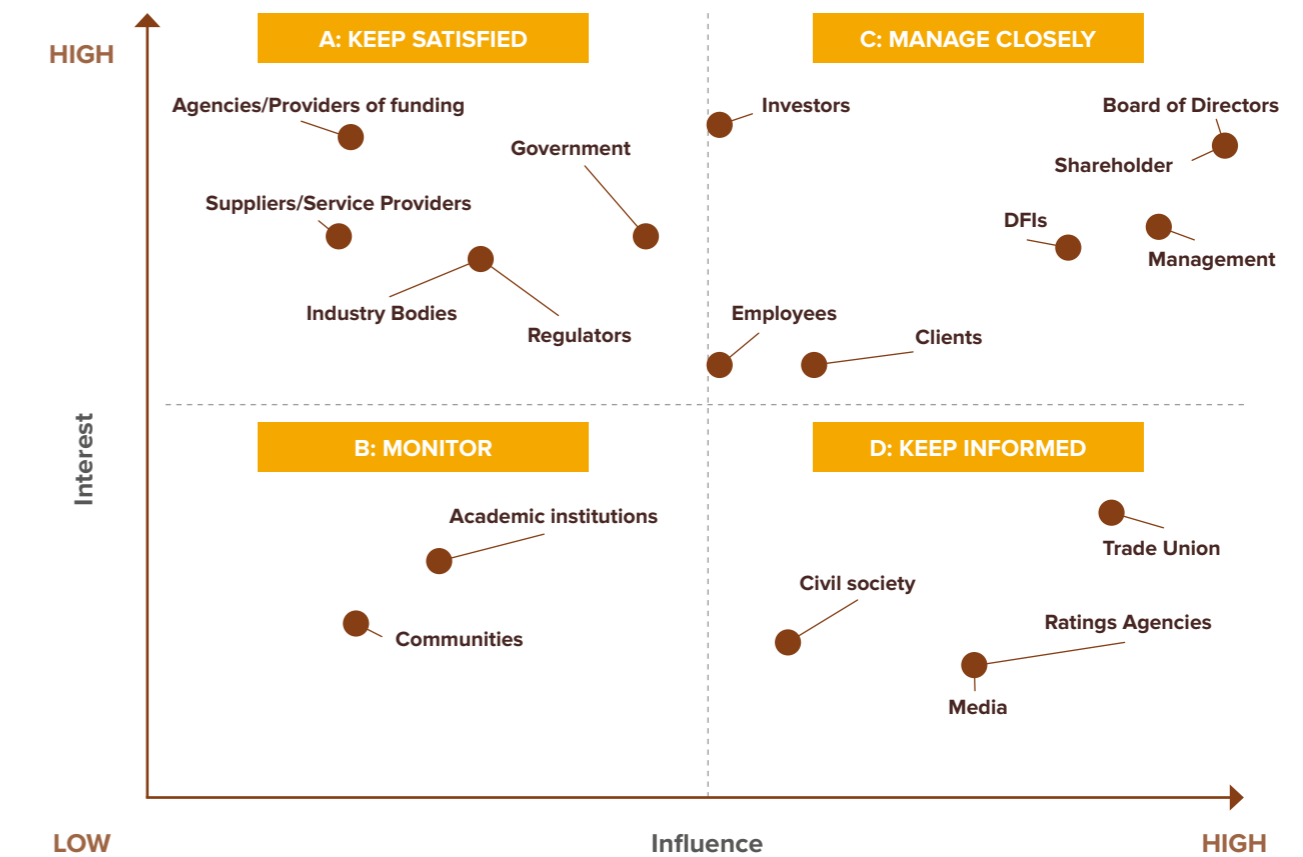 HIGH
A: KEEP SATISFIED
C: MANAGE CLOSELY
Agencies/Providers of funding
Government
Suppliers/Service Providers
Industry Bodies
Regulators
Investors
Board of Directors
Shareholder
DFIs
Management
Employees
Clients
Interest
B: MONITOR
D: KEEP INFORMED
Academic institutions
Communities
Trade Union
Civil society
Ratings Agencies
Media
LOW
Influence
HIGH